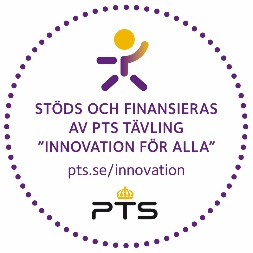 STÖDS OCH FINANSIERAS
AV PTS TÄVLING
”INNOVATION FÖR ALLA”
pts.se/innovation
PTS